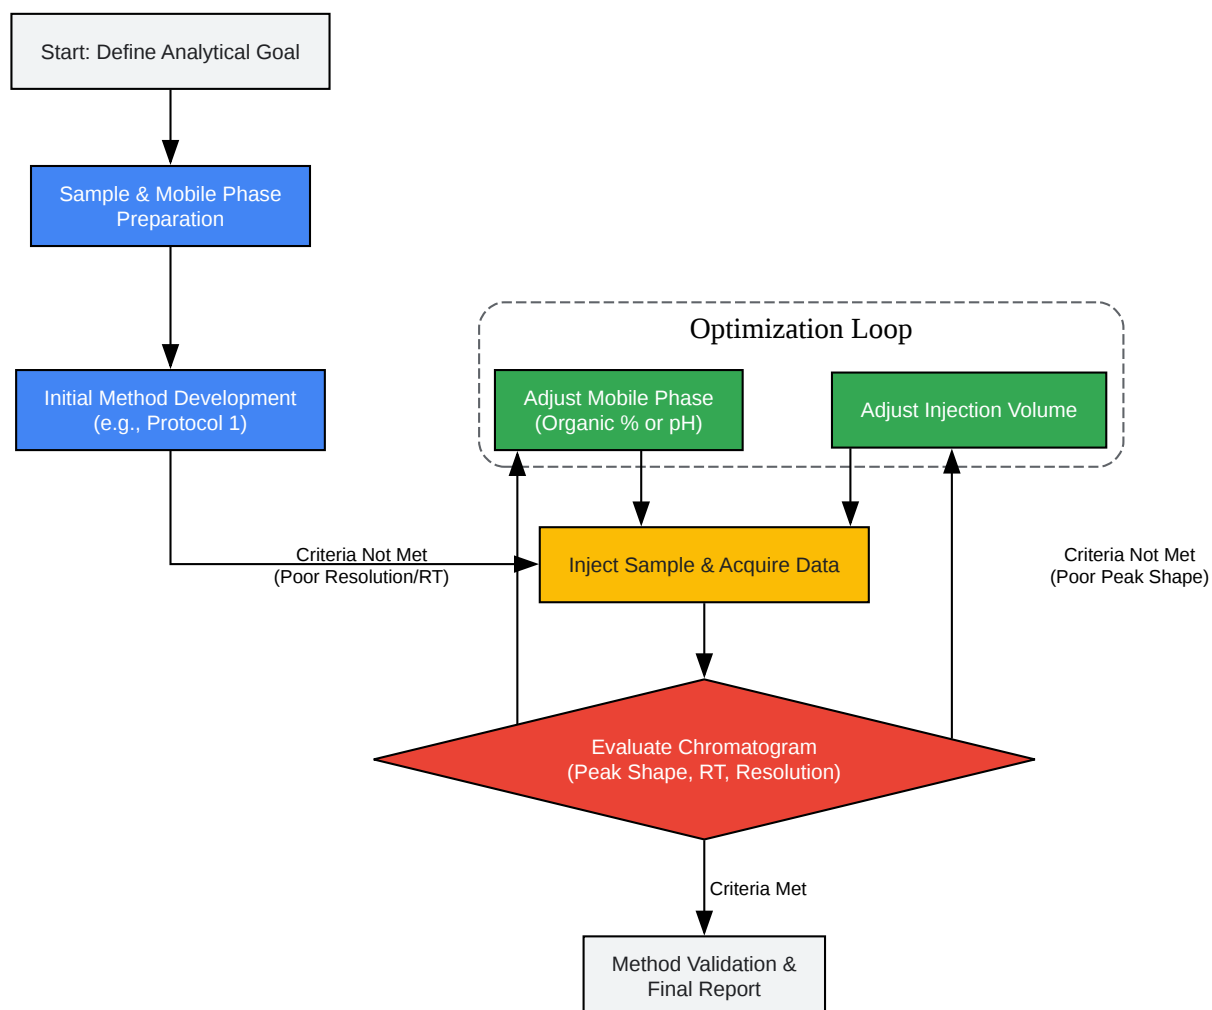 Start: Define Analytical Goal
Sample & Mobile Phase
Preparation
Initial Method Development
(e.g., Protocol 1)
Optimization Loop
Adjust Mobile Phase
(Organic % or pH)
Adjust Injection Volume
Criteria Not Met
(Poor Resolution/RT)
Inject Sample & Acquire Data
Criteria Not Met
(Poor Peak Shape)
Evaluate Chromatogram
(Peak Shape, RT, Resolution)
Criteria Met
Method Validation &
Final Report